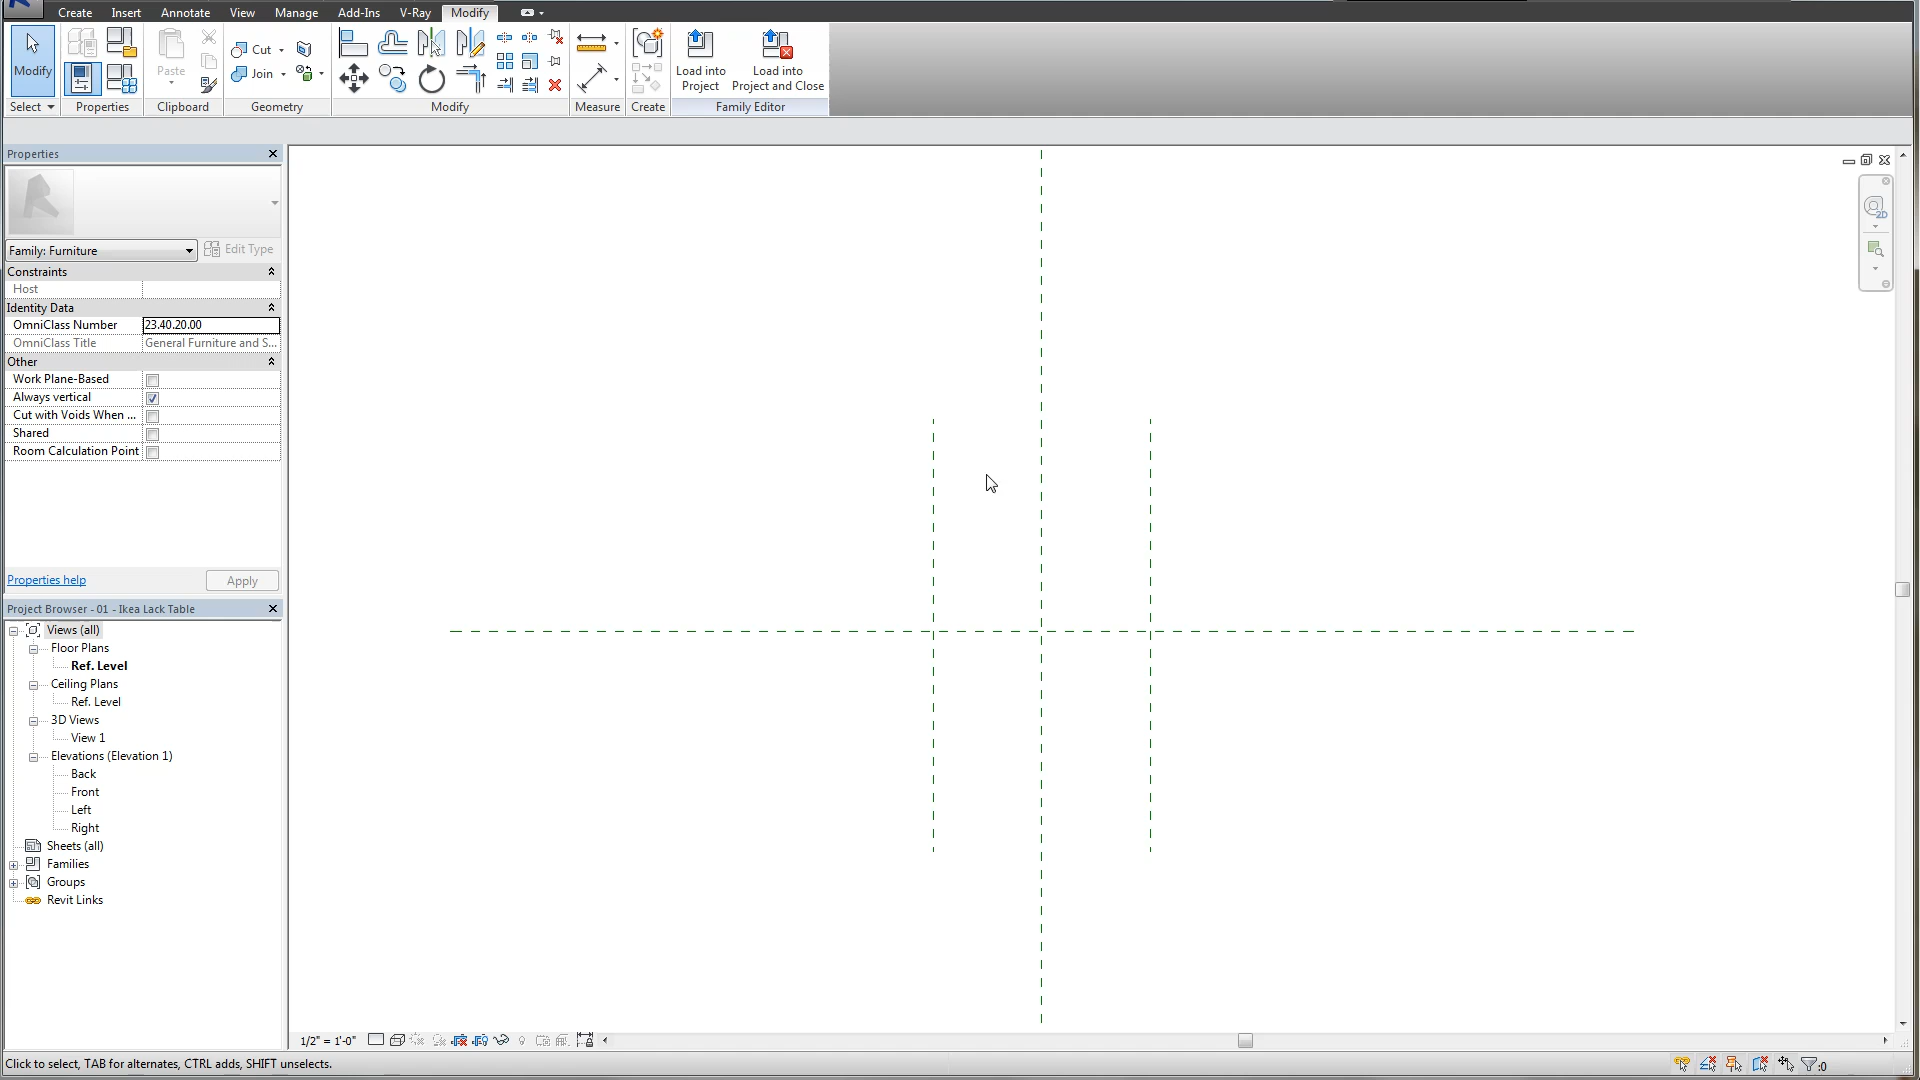 Create Insert Annotate View Manage Add-Ins V-Ray Modify
Modify
Paste
Cut
Join
Load into Project
Load into Project and Close
Select Properties Clipboard Geometry Modify Measure Create Family Editor
Properties
Family: Furniture
Edit Type
Constraints
Host
Identity Data
OmniClass Number 23.40.20.00
OmniClass Title General Furniture and S...
Other
Work Plane-Based
Always vertical
Cut with Voids When ...
Shared
Room Calculation Point
Properties help
Apply
Project Browser - 01 - Ikea Lack Table
Views (all)
Floor Plans
Ref. Level
Ceiling Plans
Ref. Level
3D Views
View 1
Elevations (Elevation 1)
Back
Front
Left
Right
Sheets (all)
Families
Groups
Revit Links
2D
1/2" = 1'-0"
Click to select, TAB for alternates, CTRL adds, SHIFT unselects.
:0